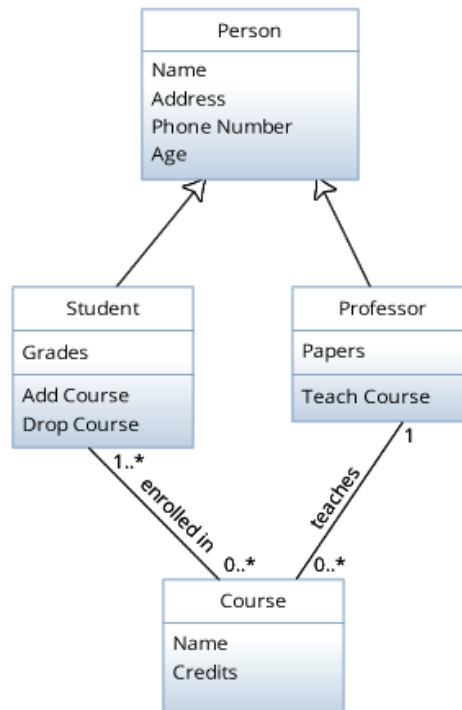 Person
Name
Address
Phone Number
Age
Student
Grades
Add Course
Drop Course
Professor
Papers
Teach Course
1..*
enrolled in
0..*
1
teaches
0..*
Course
Name
Credits